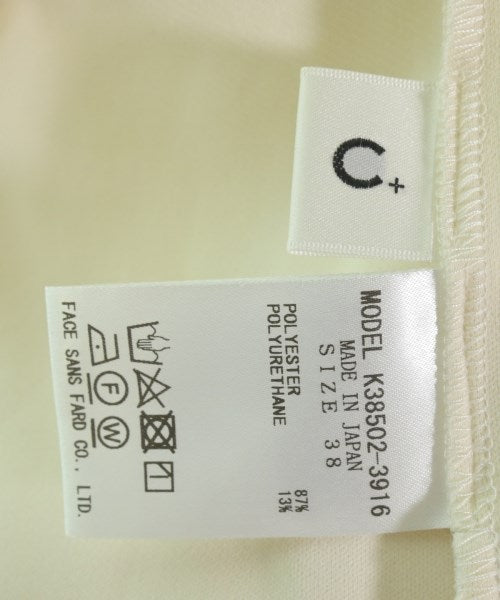 C+
MODEL K38502-3916
MADE IN JAPAN
SIZE 38
POLYESTER 87%
POLYURETHANE 13%
F W
FACE SANS FARD CO., LTD.